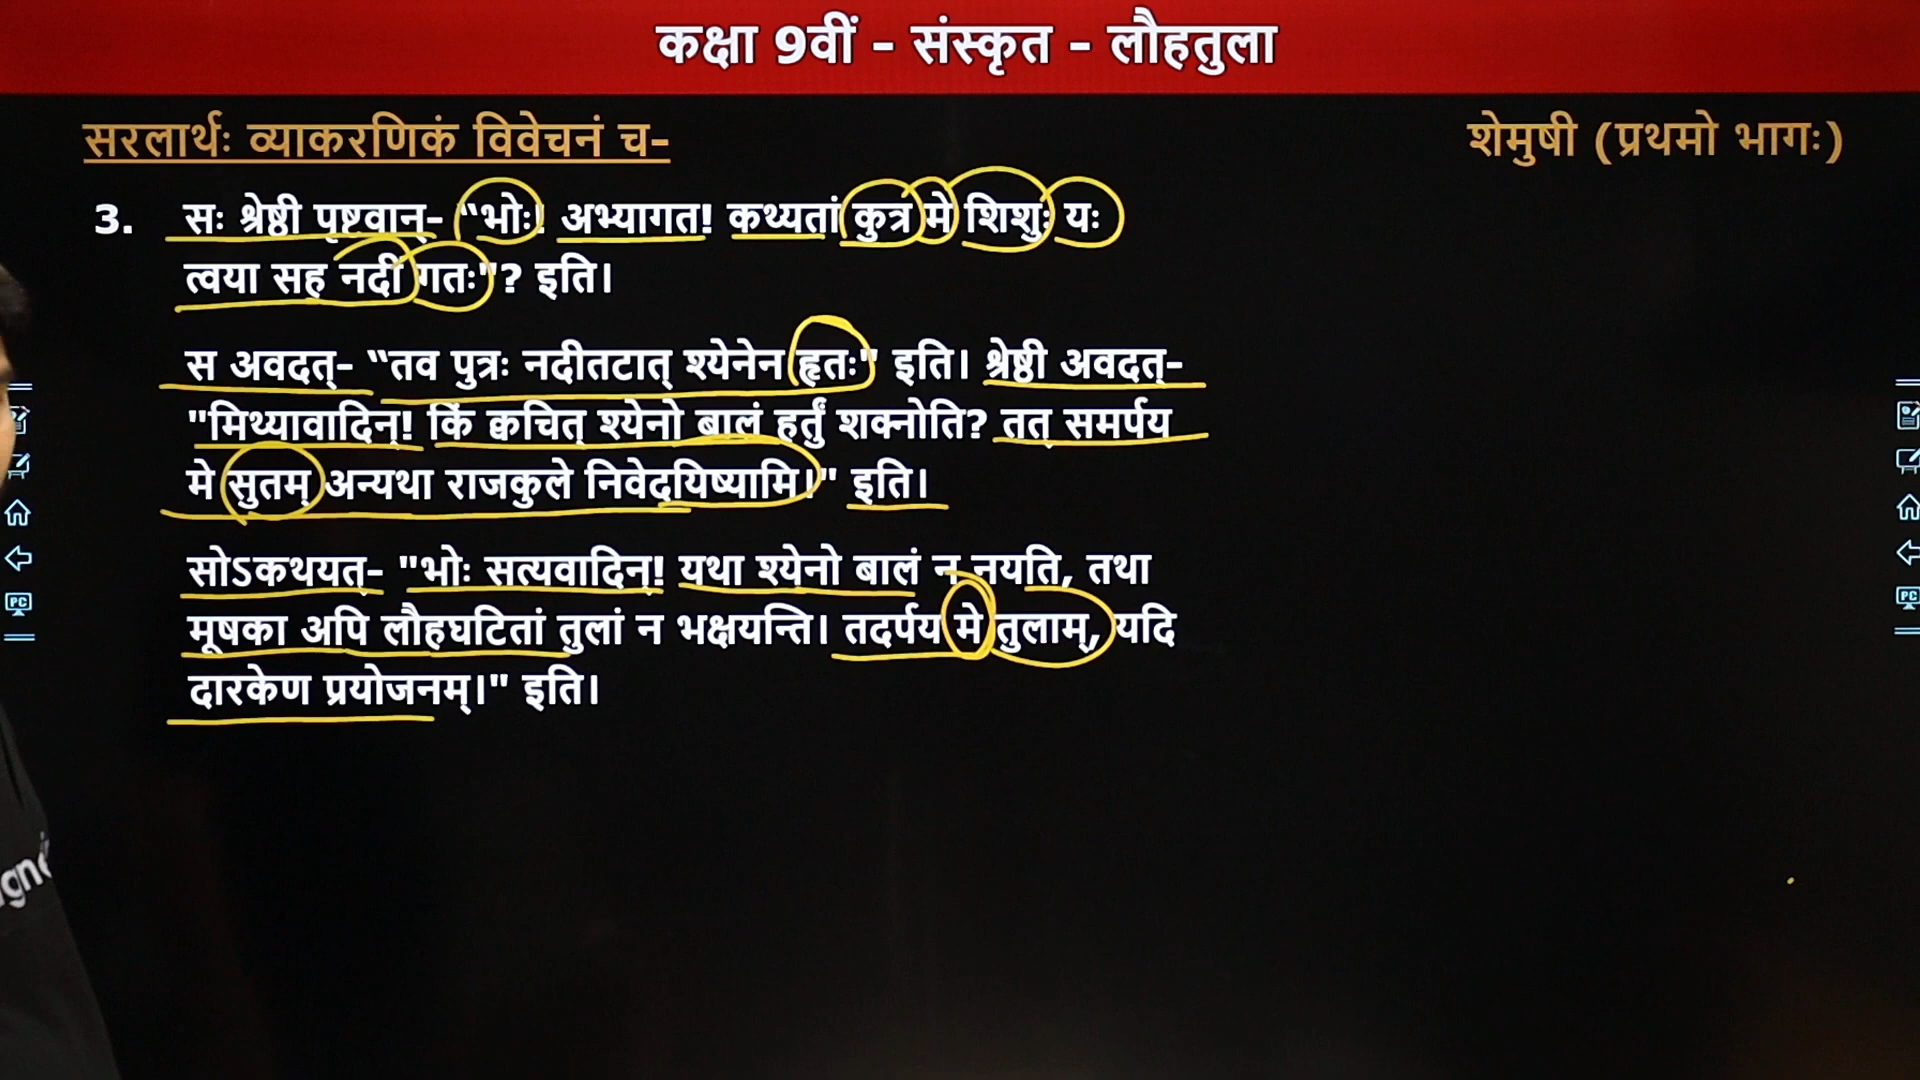 कक्षा 9वीं - संस्कृत - लौहतुला
सरलार्थः व्याकरणिकं विवेचनं च-
शेमुषी (प्रथमो भागः)
3. सः श्रेष्ठी पृष्टवान्- “भोः! अभ्यागत! कथ्यतां कुत्र मे शिशुः यः
त्वया सह नदीं गतः"? इति।
स अवदत्- “तव पुत्रः नदीतटात् श्येनेन हृतः" इति। श्रेष्ठी अवदत्-
"मिथ्यावादिन्! किं क्वचित् श्येनो बालं हर्तुं शक्नोति? तत् समर्पय
मे सुतम् अन्यथा राजकुले निवेदयिष्यामि।" इति।
सोऽकथयत्- "भोः सत्यवादिन्! यथा श्येनो बालं न नयति, तथा
मूषका अपि लौहघटितां तुलां न भक्षयन्ति। तदर्पय मे तुलाम्, यदि
दारकेण प्रयोजनम्।" इति।
PC
PC